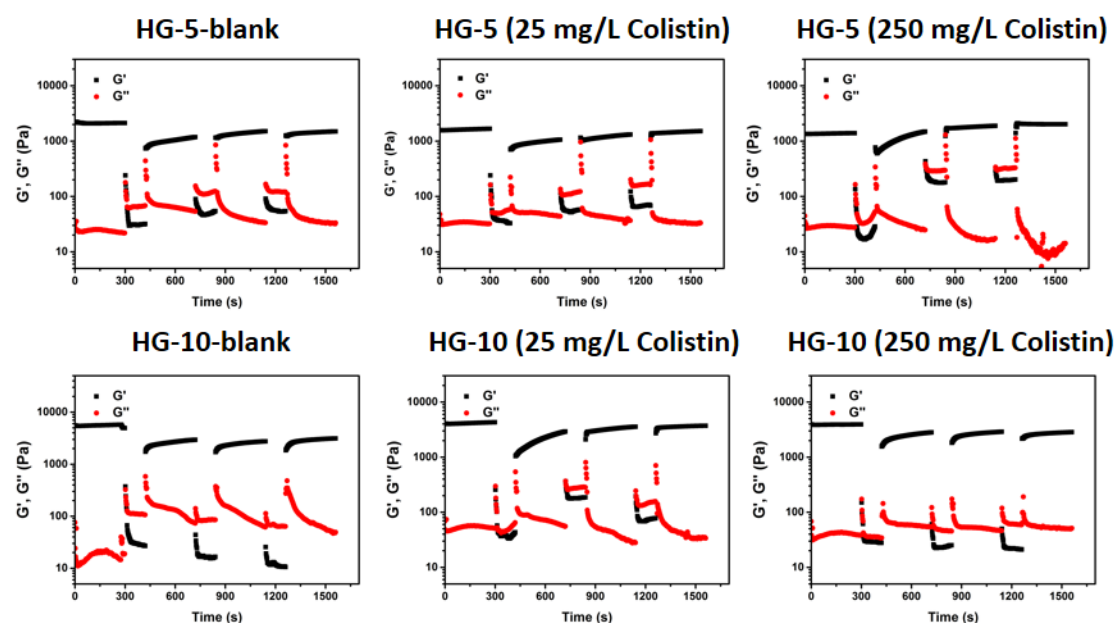 HG-5-blank
HG-5 (25 mg/L Colistin)
HG-5 (250 mg/L Colistin)
G', G'' (Pa)
10000
1000
100
10
G'
G''
0 300 600 900 1200 1500
Time (s)
G', G'' (Pa)
10000
1000
100
10
G'
G''
0 300 600 900 1200 1500
Time (s)
G', G'' (Pa)
10000
1000
100
10
G'
G''
0 300 600 900 1200 1500
Time (s)
HG-10-blank
HG-10 (25 mg/L Colistin)
HG-10 (250 mg/L Colistin)
G', G'' (Pa)
10000
1000
100
10
G'
G''
0 300 600 900 1200 1500
Time (s)
G', G'' (Pa)
10000
1000
100
10
G'
G''
0 300 600 900 1200 1500
Time (s)
G', G'' (Pa)
10000
1000
100
10
G'
G''
0 300 600 900 1200 1500
Time (s)